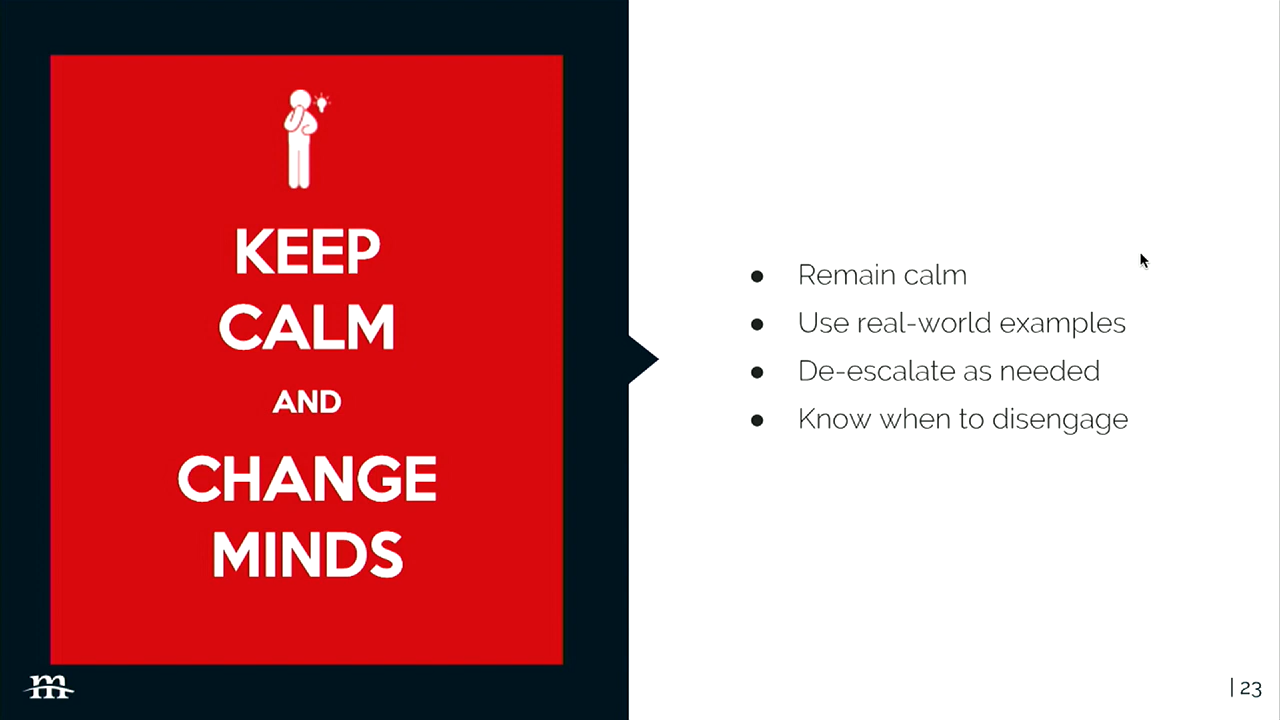 KEEP
CALM
AND
CHANGE
MINDS
● Remain calm
● Use real-world examples
● De-escalate as needed
● Know when to disengage
m
| 23